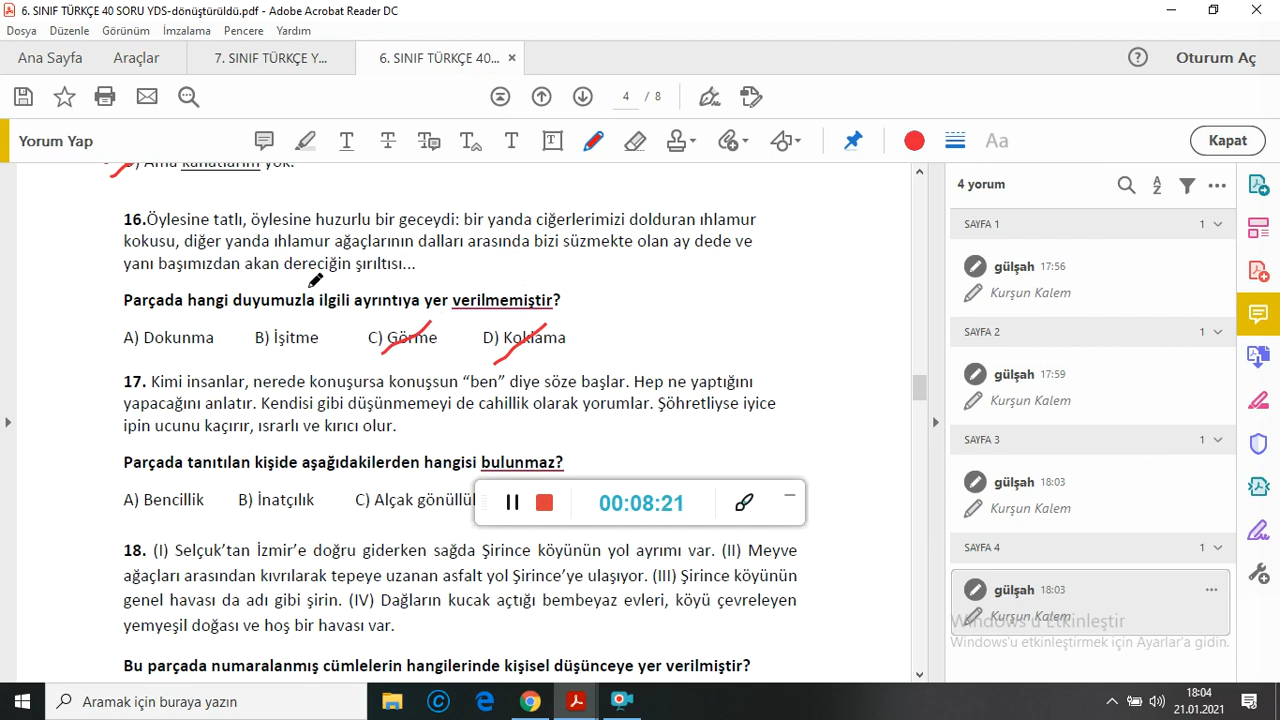 6. SINIF TÜRKÇE 40 SORU YDS-dönüştürüldü.pdf - Adobe Acrobat Reader DC
Dosya Düzenle Görünüm İmzalama Pencere Yardım
Ana Sayfa Araçlar 7. SINIF TÜRKÇE Y... 6. SINIF TÜRKÇE 40... × Oturum Aç
4 / 8
Yorum Yap Aa Kapat
D) Ama kanatlarım yok.
16.Öylesine tatlı, öylesine huzurlu bir geceydi: bir yanda ciğerlerimizi dolduran ıhlamur
kokusu, diğer yanda ıhlamur ağaçlarının dalları arasında bizi süzmekte olan ay dede ve
yanı başımızdan akan dereciğin şırıltısı...
Parçada hangi duyumuzla ilgili ayrıntıya yer verilmemiştir?
A) Dokunma B) İşitme C) Görme D) Koklama
17. Kimi insanlar, nerede konuşursa konuşsun “ben” diye söze başlar. Hep ne yaptığını
yapacağını anlatır. Kendisi gibi düşünmemeyi de cahillik olarak yorumlar. Şöhretliyse iyice
ipin ucunu kaçırır, ısrarlı ve kırıcı olur.
Parçada tanıtılan kişide aşağıdakilerden hangisi bulunmaz?
A) Bencillik B) İnatçılık C) Alçak gönüllül
00:08:21
18. (I) Selçuk’tan İzmir’e doğru giderken sağda Şirince köyünün yol ayrımı var. (II) Meyve
ağaçları arasından kıvrılarak tepeye uzanan asfalt yol Şirince’ye ulaşıyor. (III) Şirince köyünün
genel havası da adı gibi şirin. (IV) Dağların kucak açtığı bembeyaz evleri, köyü çevreleyen
yemyeşil doğası ve hoş bir havası var.
Bu parçada numaralanmış cümlelerin hangilerinde kişisel düşünceye yer verilmiştir?
4 yorum
SAYFA 1 1
gülşah 17:56
Kurşun Kalem
SAYFA 2 1
gülşah 17:59
Kurşun Kalem
SAYFA 3 1
gülşah 18:03
Kurşun Kalem
SAYFA 4 1
gülşah 18:03
Kurşun Kalem
Windows'u Etkinleştir
Windows'u etkinleştirmek için Ayarlar'a gidin.
Aramak için buraya yazın
18:04
21.01.2021